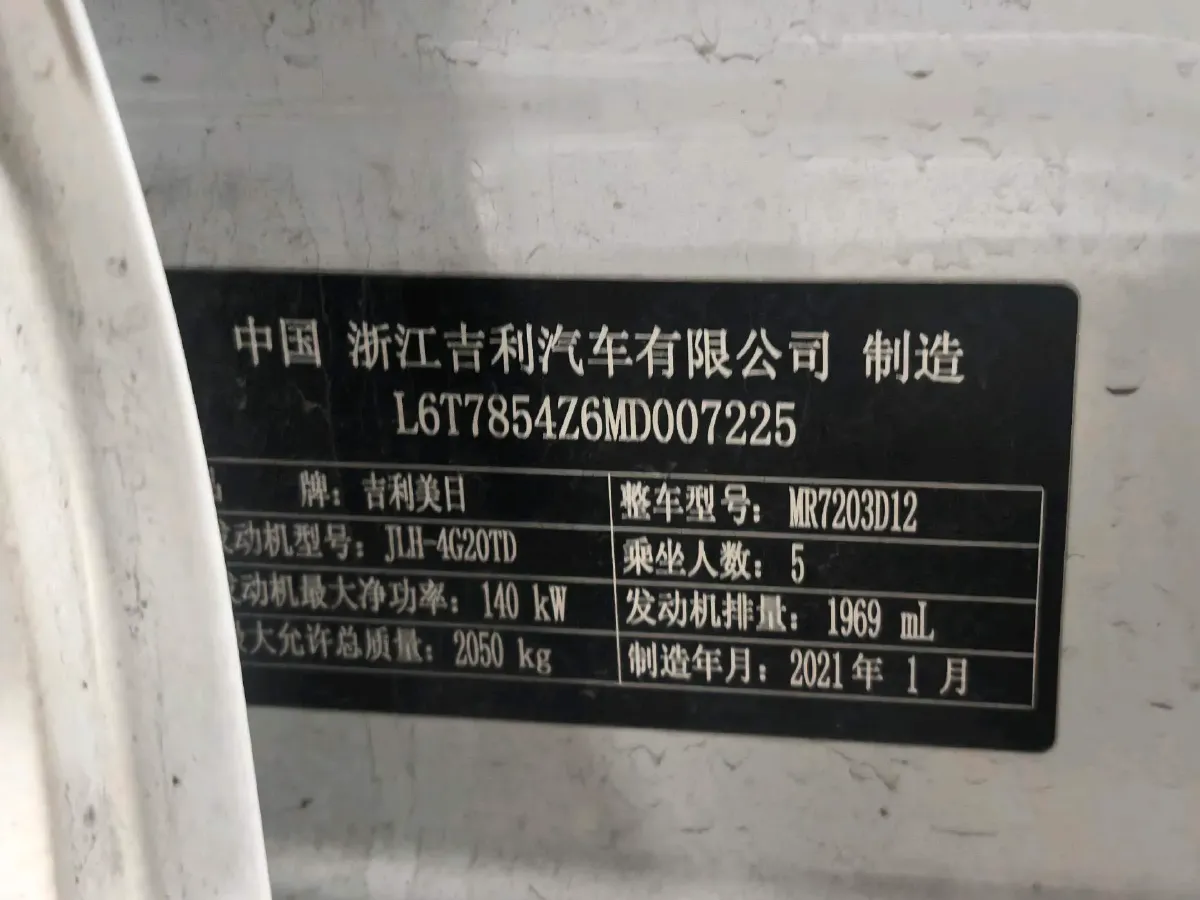 中国 浙江吉利汽车有限公司 制造
L6T7854Z6MD007225
品 牌：吉利美日 整车型号：MR7203D12
发动机型号：JLH-4G20TD 乘坐人数：5
发动机最大净功率：140 kW 发动机排量：1969 mL
最大允许总质量：2050 kg 制造年月：2021年 1 月